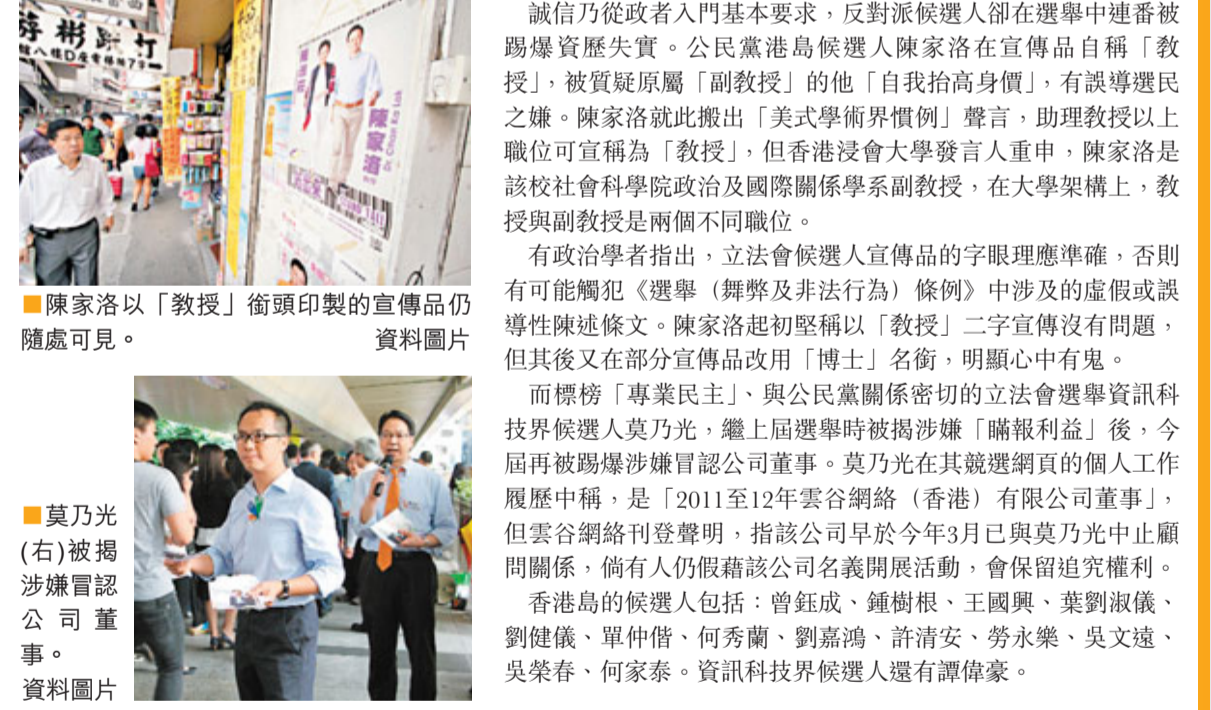 誠信乃從政者入門基本要求，反對派候選人卻在選舉中連番被
踢爆資歷失實。公民黨港島候選人陳家洛在宣傳品自稱「教
授」，被質疑原屬「副教授」的他「自我抬高身價」，有誤導選民
之嫌。陳家洛就此搬出「美式學術界慣例」聲言，助理教授以上
職位可宣稱為「教授」，但香港浸會大學發言人重申，陳家洛是
該校社會科學院政治及國際關係學系副教授，在大學架構上，教
授與副教授是兩個不同職位。
有政治學者指出，立法會候選人宣傳品的字眼理應準確，否則
有可能觸犯《選舉（舞弊及非法行為）條例》中涉及的虛假或誤
導性陳述條文。陳家洛起初堅稱以「教授」二字宣傳沒有問題，
但其後又在部分宣傳品改用「博士」名銜，明顯心中有鬼。
而標榜「專業民主」、與公民黨關係密切的立法會選舉資訊科
技界候選人莫乃光，繼上屆選舉時被揭涉嫌「瞞報利益」後，今
屆再被踢爆涉嫌冒認公司董事。莫乃光在其競選網頁的個人工作
履歷中稱，是「2011至12年雲谷網絡（香港）有限公司董事」，
但雲谷網絡刊登聲明，指該公司早於今年3月已與莫乃光中止顧
問關係，倘有人仍假藉該公司名義開展活動，會保留追究權利。
香港島的候選人包括：曾鈺成、鍾樹根、王國興、葉劉淑儀、
劉健儀、單仲偕、何秀蘭、劉嘉鴻、許清安、勞永樂、吳文遠、
吳榮春、何家泰。資訊科技界候選人還有譚偉豪。
陳家洛
■陳家洛以「教授」銜頭印製的宣傳品仍
隨處可見。 資料圖片
■莫乃光
(右)被揭
涉嫌冒認
公司董
事。
資料圖片